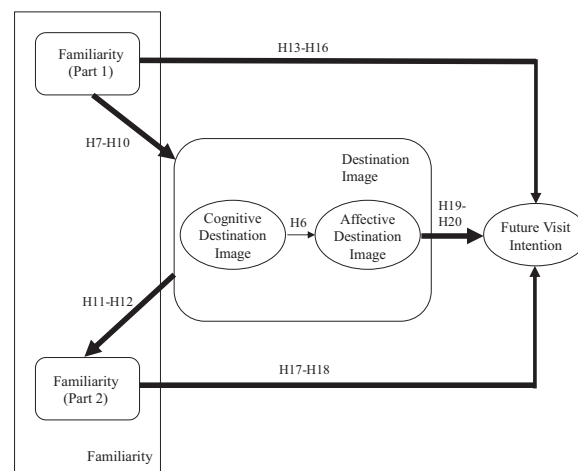 Familiarity
(Part 1)
H13-H16
H7-H10
Destination
Image
Cognitive
Destination
Image
H6
Affective
Destination
Image
H19-
H20
Future Visit
Intention
H11-H12
Familiarity
(Part 2)
H17-H18
Familiarity